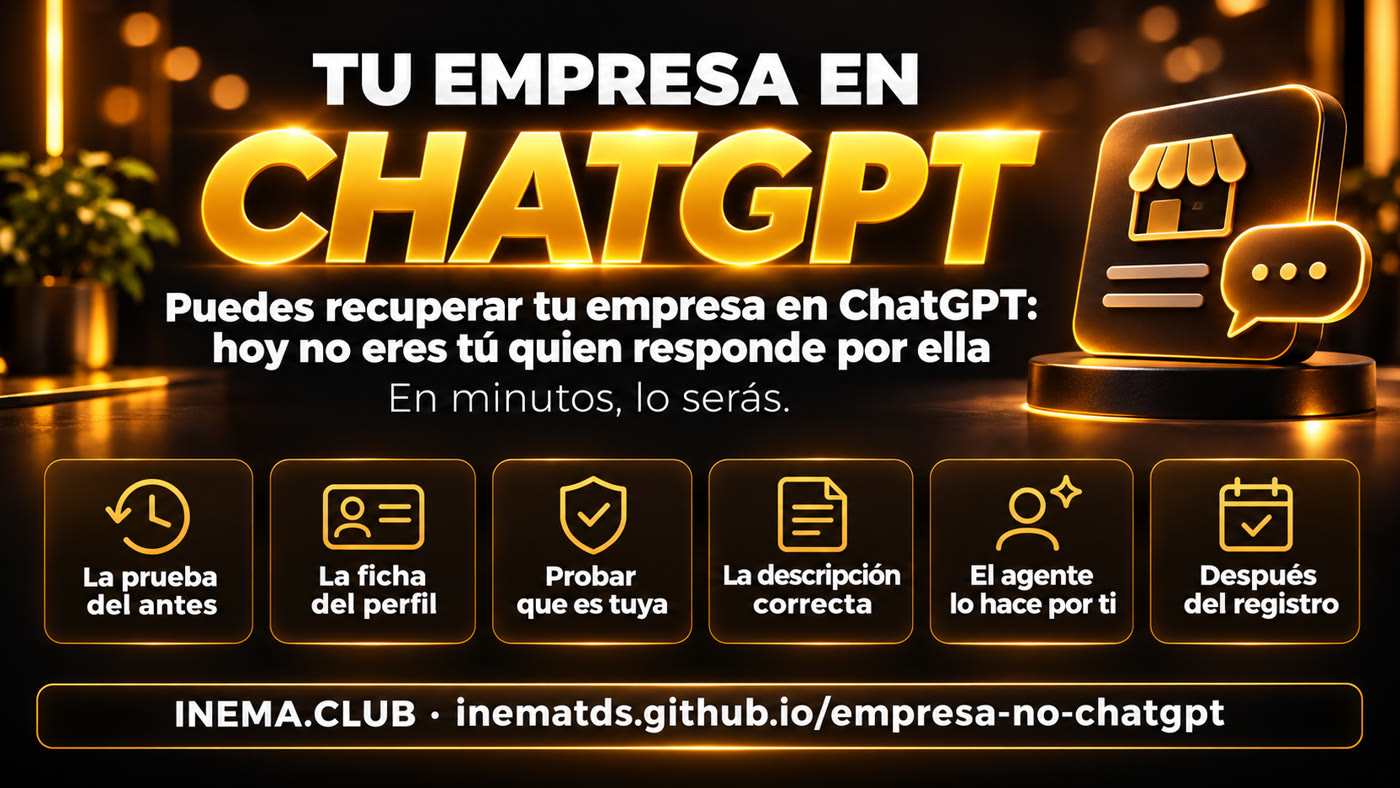 TU EMPRESA EN
CHATGPT
Puedes recuperar tu empresa en ChatGPT:
hoy no eres tú quien responde por ella
En minutos, lo serás.
La prueba
del antes
La ficha
del perfil
Probar
que es tuya
La descripción
correcta
El agente
lo hace por ti
Después
del registro
INEMA.CLUB • inematds.github.io/empresa-no-chatgpt